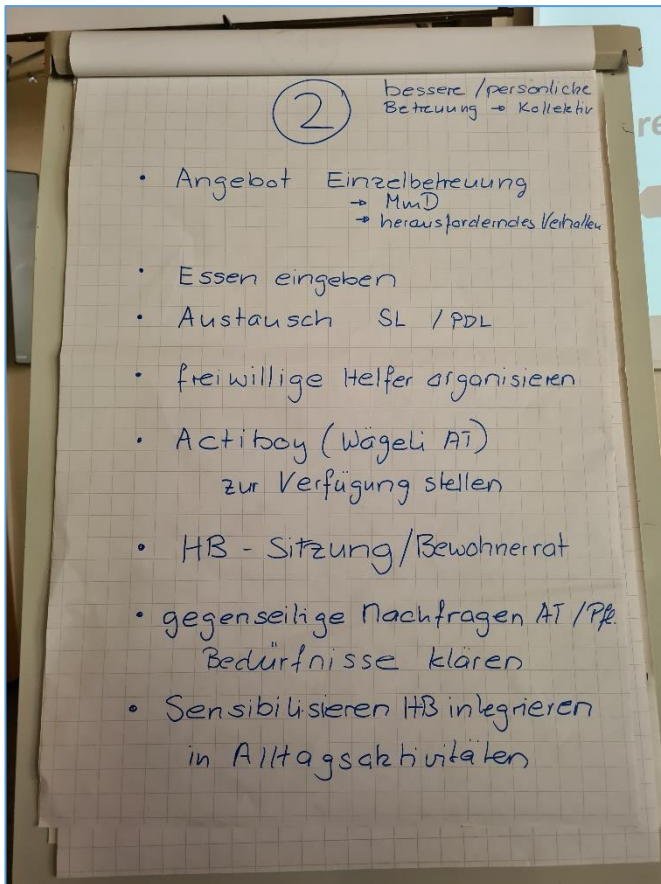 2
bessere / persönliche
Betreuung → Kollektiv
• Angebot Einzelbetreuung
→ MmD
→ herausforderndes Verhalten
• Essen eingeben
• Austausch SL / PDL
• freiwillige Helfer organisieren
• Actiboy (Wägeli AT)
zur Verfügung stellen
• HB - Sitzung/Bewohnerrat
• gegenseitige Nachfragen AT / Pfl.
Bedürfnisse klären
• Sensibilisieren HB integrieren
in Alltagsaktivitäten
re